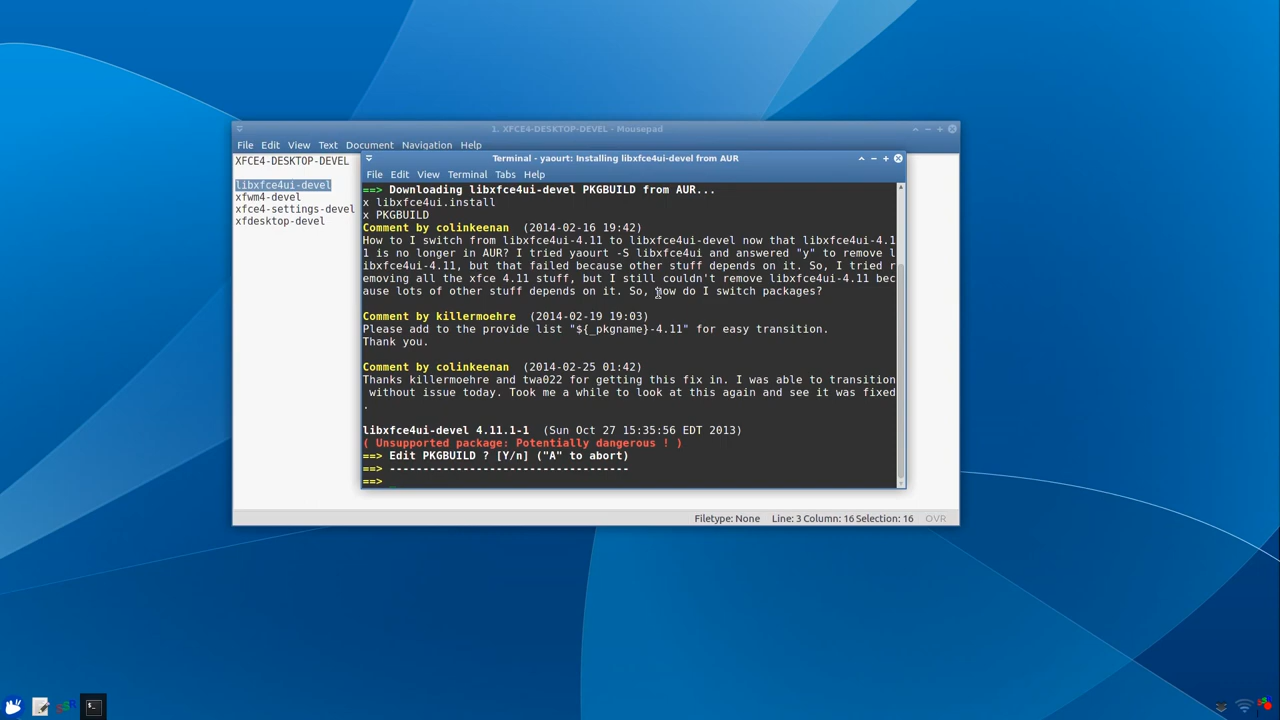 1. XFCE4-DESKTOP-DEVEL - Mousepad
File Edit View Text Document Navigation Help
XFCE4-DESKTOP-DEVEL
libxfce4ui-devel
xfwm4-devel
xfce4-settings-devel
xfdesktop-devel
Terminal - yaourt: Installing libxfce4ui-devel from AUR
File Edit View Terminal Tabs Help
==> Downloading libxfce4ui-devel PKGBUILD from AUR...
x libxfce4ui.install
x PKGBUILD
Comment by colinkeenan  (2014-02-16 19:42)
How to I switch from libxfce4ui-4.11 to libxfce4ui-devel now that libxfce4ui-4.1
1 is no longer in AUR? I tried yaourt -S libxfce4ui and answered "y" to remove l
ibxfce4ui-4.11, but that failed because other stuff depends on it. So, I tried r
emoving all the xfce 4.11 stuff, but I still couldn't remove libxfce4ui-4.11 bec
ause lots of other stuff depends on it. So, how do I switch packages?
Comment by killermoehre  (2014-02-19 19:03)
Please add to the provide list "${_pkgname}-4.11" for easy transition.
Thank you.
Comment by colinkeenan  (2014-02-25 01:42)
Thanks killermoehre and twa022 for getting this fix in. I was able to transition
 without issue today. Took me a while to look at this again and see it was fixed
.
libxfce4ui-devel 4.11.1-1  (Sun Oct 27 15:35:56 EDT 2013)
( Unsupported package: Potentially dangerous ! )
==> Edit PKGBUILD ? [Y/n] ("A" to abort)
==> ------------------------------------
==> _
Filetype: None Line: 3 Column: 16 Selection: 16 OVR
SSR